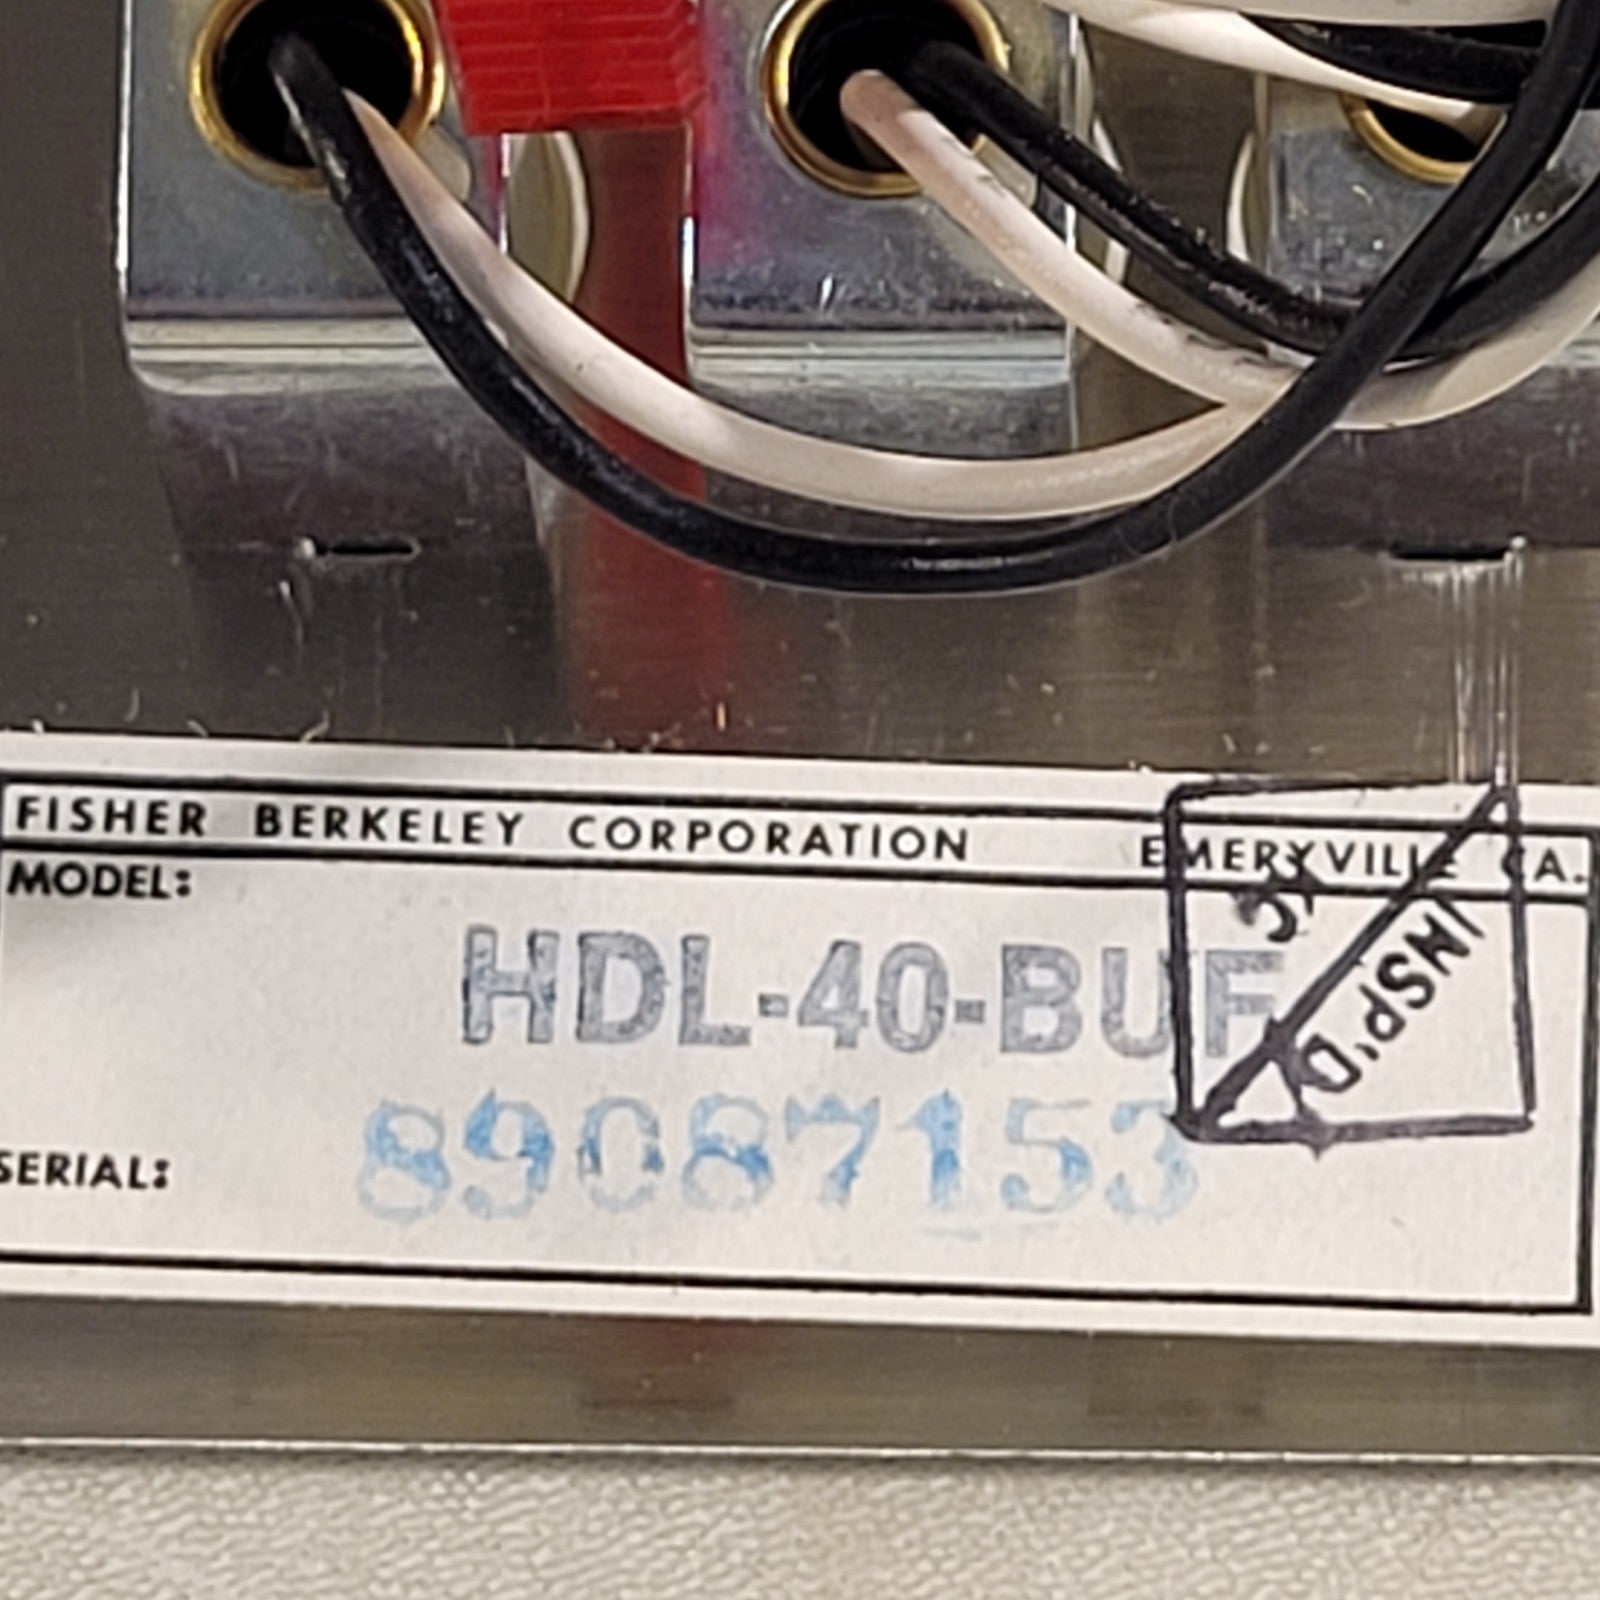 FISHER BERKELEY CORPORATION EMERYVILLE CA.
MODEL:
HDL-40-BUF
INSP'D
SERIAL: 89087153